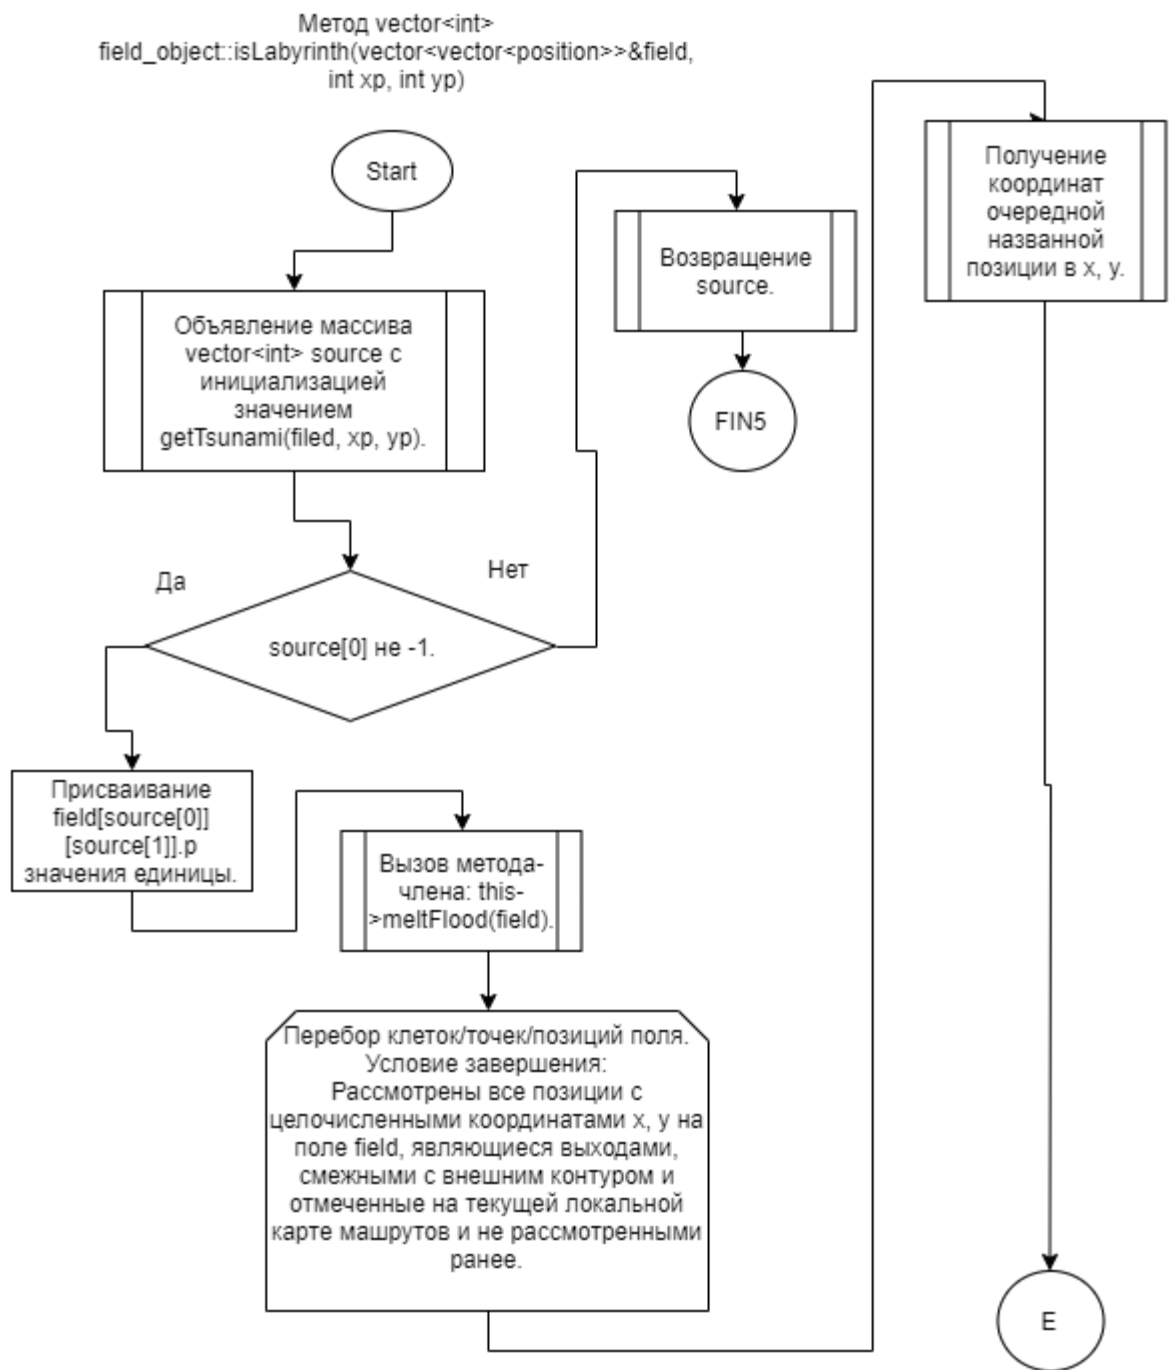 Метод vector<int>
field_object::isLabyrinth(vector<vector<position>>&field,
int xp, int yp)
Start
Объявление массива
vector<int> source с
инициализацией
значением
getTsunami(filed, xp, yp).
Да
Нет
source[0] не -1.
Присваивание
field[source[0]]
[source[1]].p
значения единицы.
Вызов метода-
члена: this-
>meltFlood(field).
Перебор клеток/точек/позиций поля.
Условие завершения:
Рассмотрены все позиции с
целочисленными координатами x, y на
поле field, являющиеся выходами,
смежными с внешним контуром и
отмеченные на текущей локальной
карте машрутов и не рассмотренными
ранее.
Возвращение
source.
FIN5
Получение
координат
очередной
названной
позиции в x, y.
E